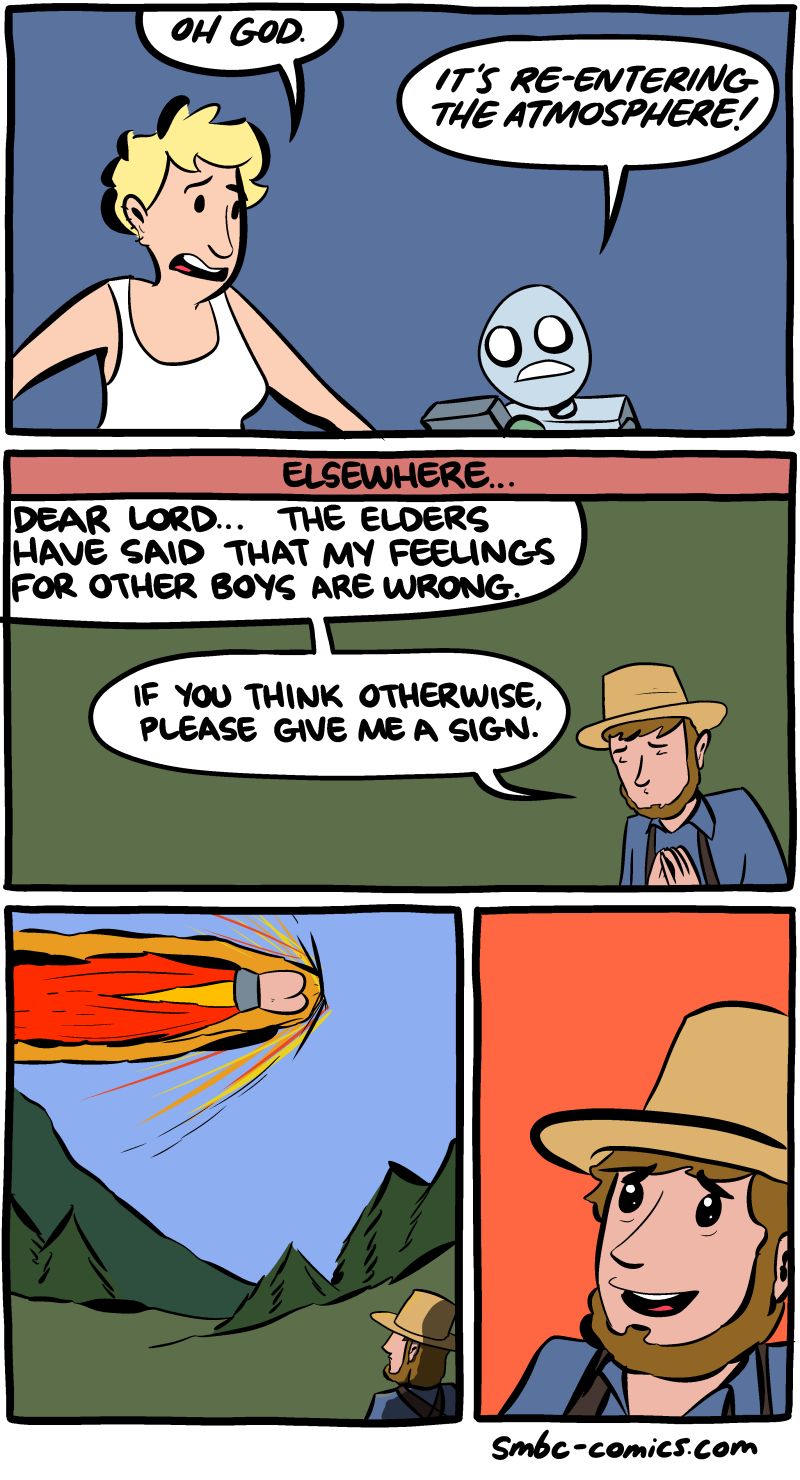 OH GOD.
IT'S RE-ENTERING
THE ATMOSPHERE!
ELSEWHERE...
DEAR LORD... THE ELDERS
HAVE SAID THAT MY FEELINGS
FOR OTHER BOYS ARE WRONG.
IF YOU THINK OTHERWISE,
PLEASE GIVE ME A SIGN.
smbc-comics.com